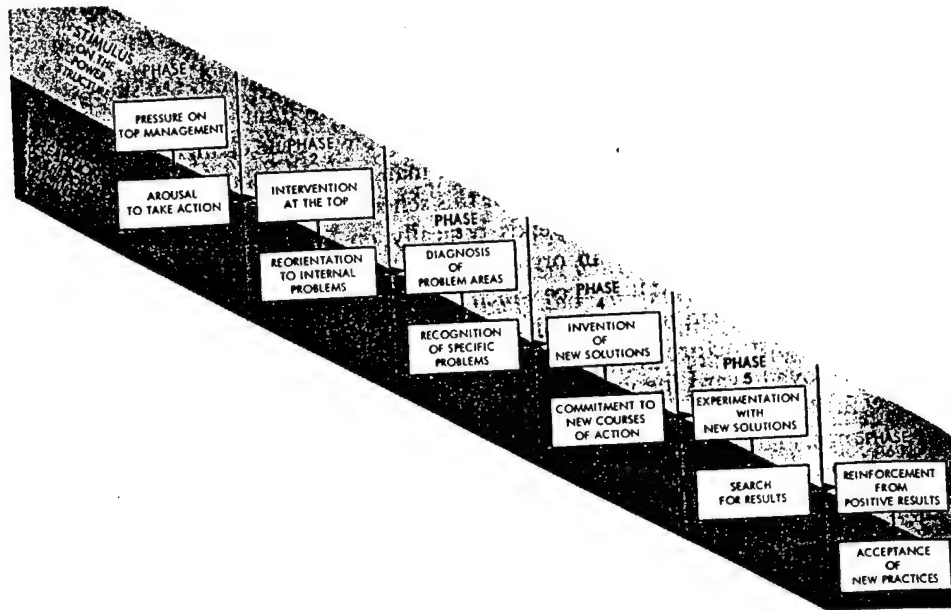 STIMULUS
ON THE
POWER
STRUCTURE
PHASE
PRESSURE ON
TOP MANAGEMENT
AROUSAL
TO TAKE ACTION
PHASE
2
INTERVENTION
AT THE TOP
REORIENTATION
TO INTERNAL
PROBLEMS
PHASE
3
DIAGNOSIS
OF
PROBLEM AREAS
RECOGNITION
OF SPECIFIC
PROBLEMS
PHASE
4
INVENTION
OF
NEW SOLUTIONS
COMMITMENT TO
NEW COURSES
OF ACTION
PHASE
5
EXPERIMENTATION
WITH
NEW SOLUTIONS
SEARCH
FOR RESULTS
PHASE
6
REINFORCEMENT
FROM
POSITIVE RESULTS
ACCEPTANCE
OF
NEW PRACTICES